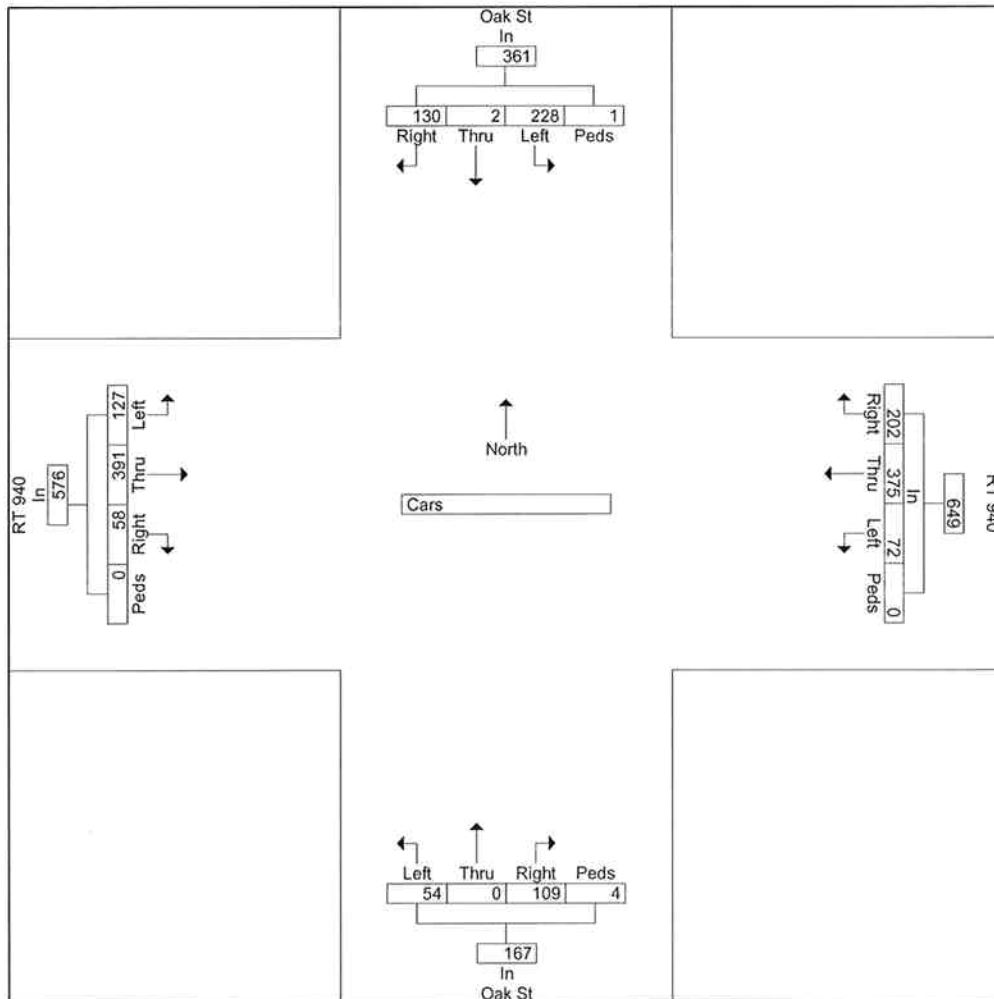 Oak St
In
361
130 2 228 1
Right Thru Left Peds
RT 940
In
576
127 391 58 0
Left Thru Right Peds
North
Cars
Right Thru Left Peds
202 375 72 0
In
649
RT 940
Left Thru Right Peds
54 0 109 4
167
In
Oak St